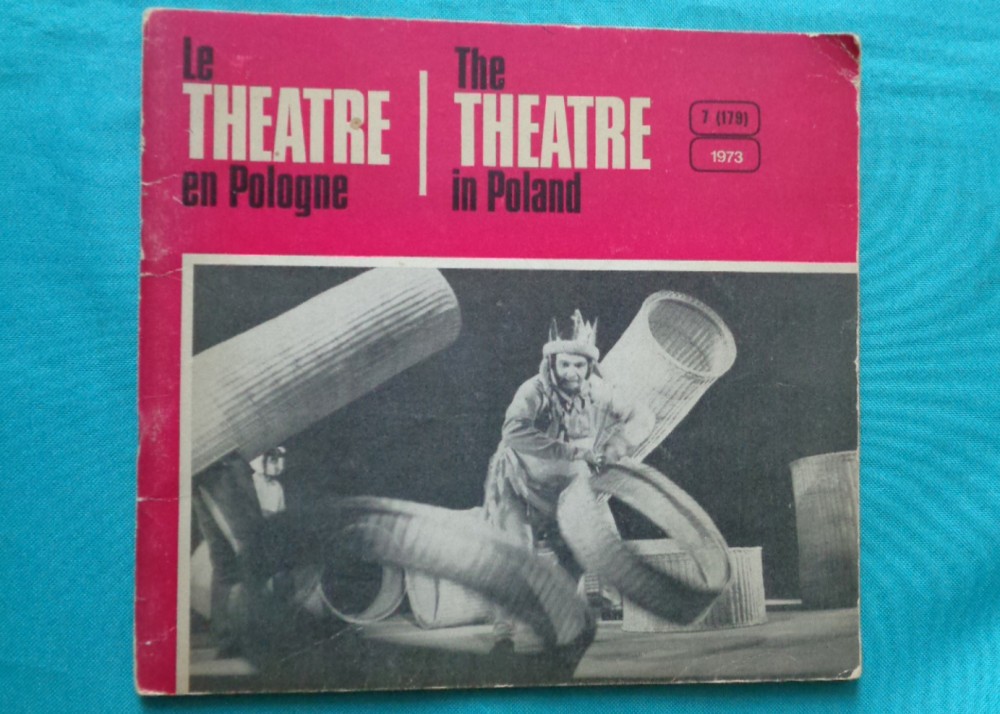 Le
THEATRE
en Pologne
The
THEATRE
in Poland
7 (179)
1973